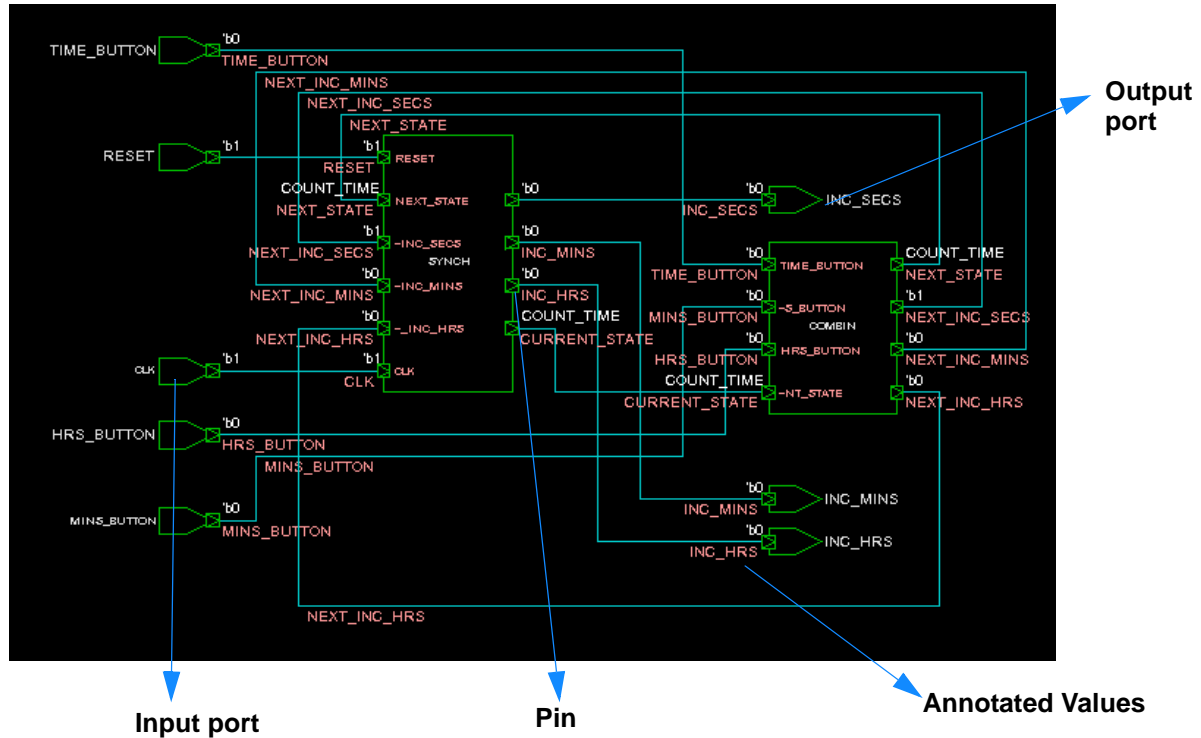 'b0
TIME_BUTTON
TIME_BUTTON
NEXT_INC_MINS
NEXT_INC_SECS
NEXT_STATE
Output
port
'b1
RESET
'b1
RESET
RESET
COUNT_TIME
NEXT_STATE
NEXT_STATE
'b0
'b0
INC_SECS
INC_SECS
'b1
NEXT_INC_SECS
-INC_SECS
SYNCH
'b0
INC_MINS
'b0
NEXT_INC_MINS
-INC_MINS
'b0
INC_HRS
'b0
TIME_BUTTON
TIME_BUTTON
COUNT_TIME
NEXT_STATE
'b0
NEXT_INC_HRS
-_INC_HRS
COUNT_TIME
CURRENT_STATE
'b0
MINS_BUTTON
-S_BUTTON
COMBIN
'b1
NEXT_INC_SECS
'b0
HRS_BUTTON
HRS_BUTTON
'b0
NEXT_INC_MINS
CLK
'b1
'b1
CLK
CLK
COUNT_TIME
CURRENT_STATE
-NT_STATE
'b0
NEXT_INC_HRS
HRS_BUTTON
'b0
HRS_BUTTON
MINS_BUTTON
MINS_BUTTON
'b0
MINS_BUTTON
'b0
INC_MINS
INC_MINS
'b0
INC_HRS
INC_HRS
NEXT_INC_HRS
Input port
Pin
Annotated Values